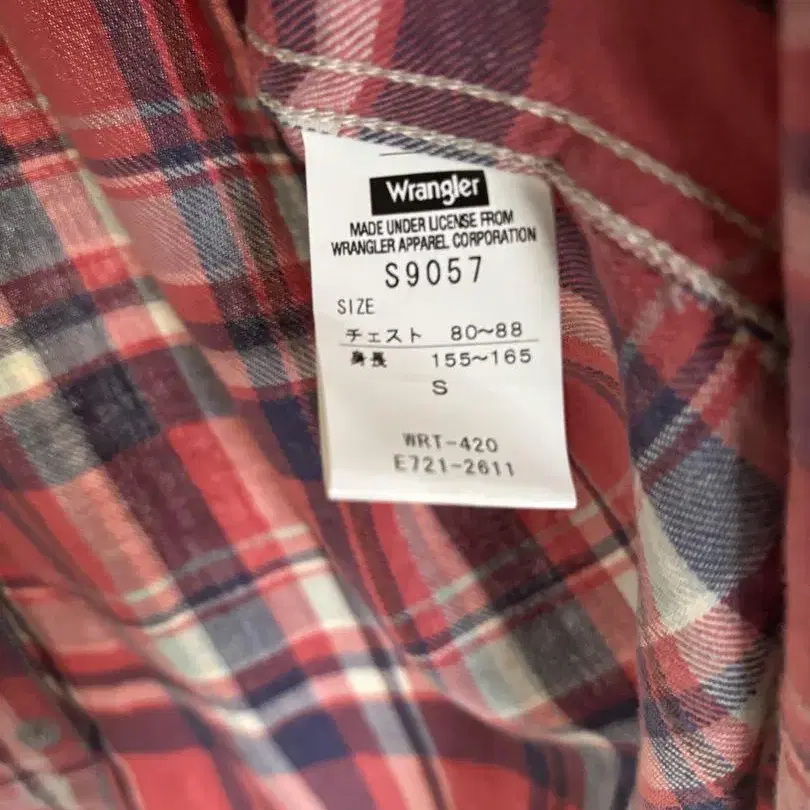 Wrangler
MADE UNDER LICENSE FROM
WRANGLER APPAREL CORPORATION
S9057
SIZE
チェスト 80~88
身長 155~165
S
WRT-420
E721-2611